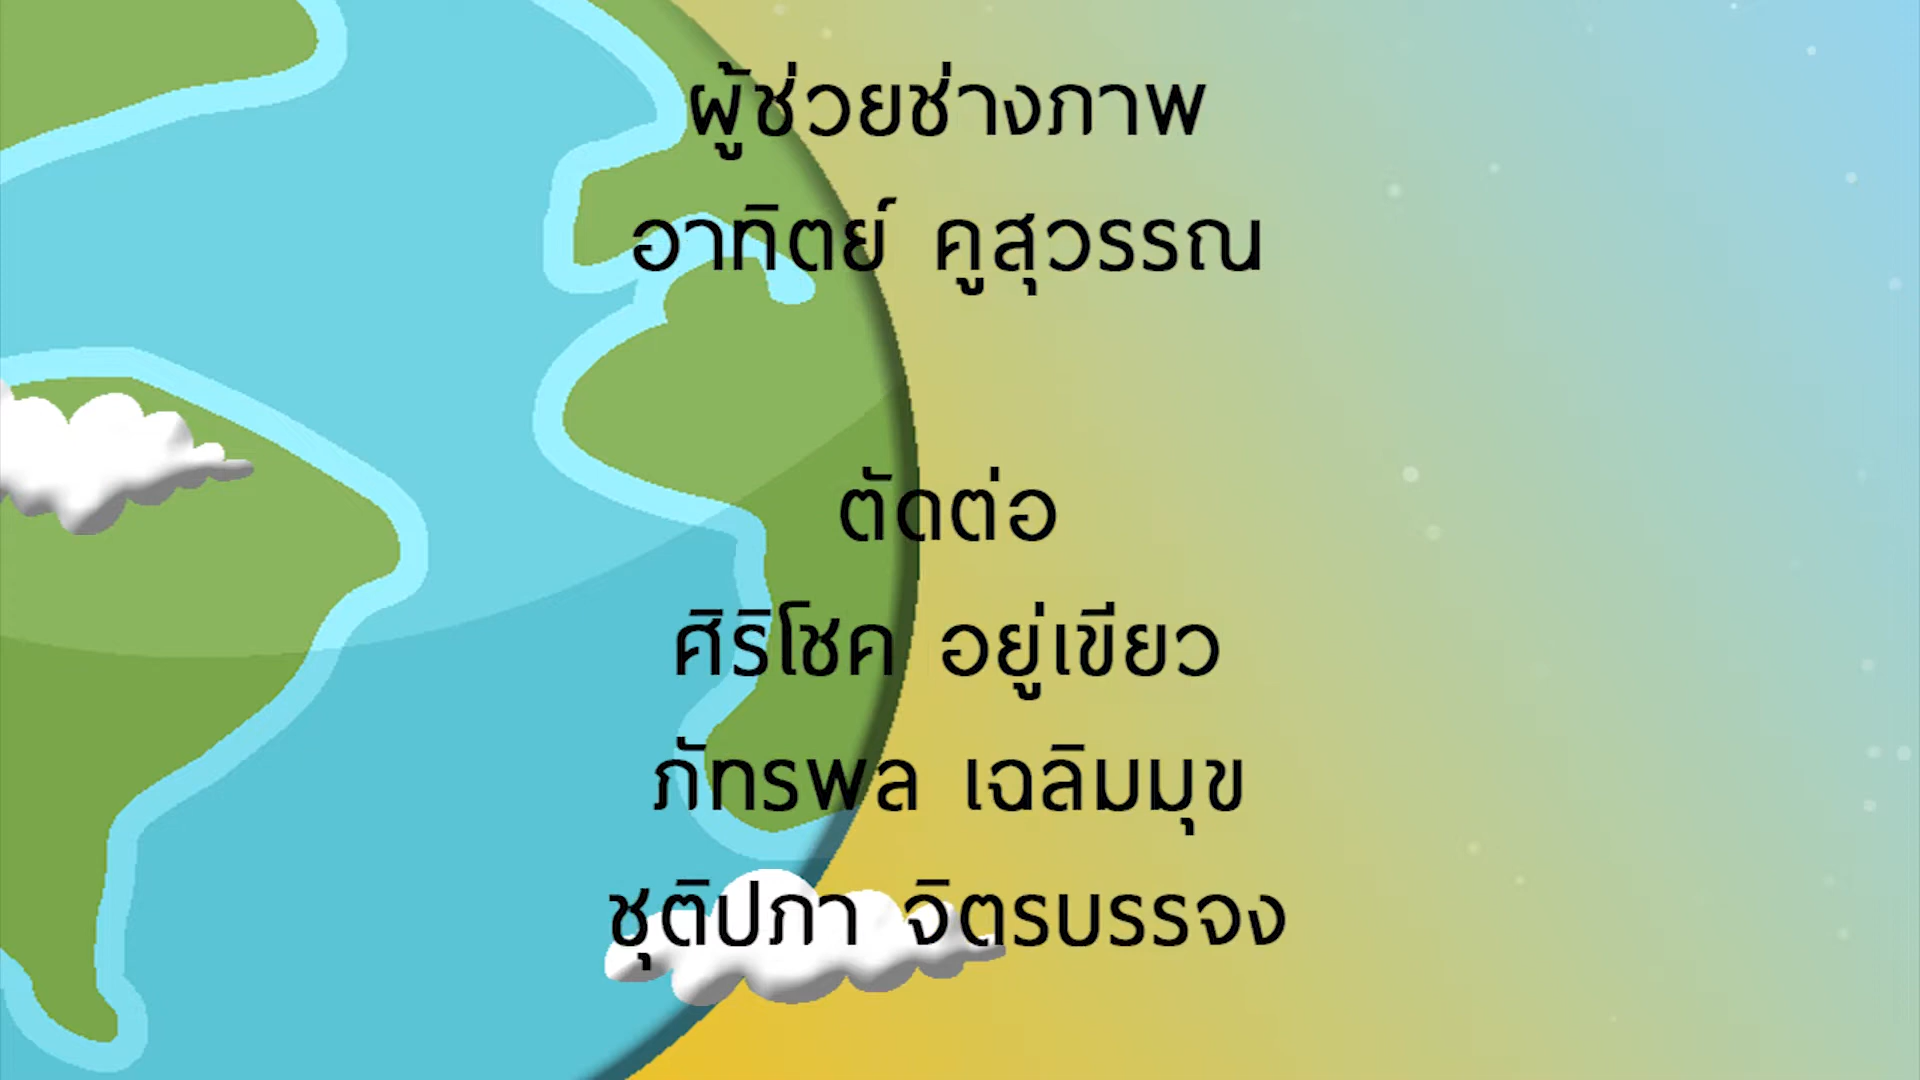 ผู้ช่วยช่างภาพ
อาทิตย์ คูสุวรรณ
ตัดต่อ
ศิริโชค อยู่เขียว
ภัทรพล เฉลิมมุข
ชุติปภา จิตรบรรจง